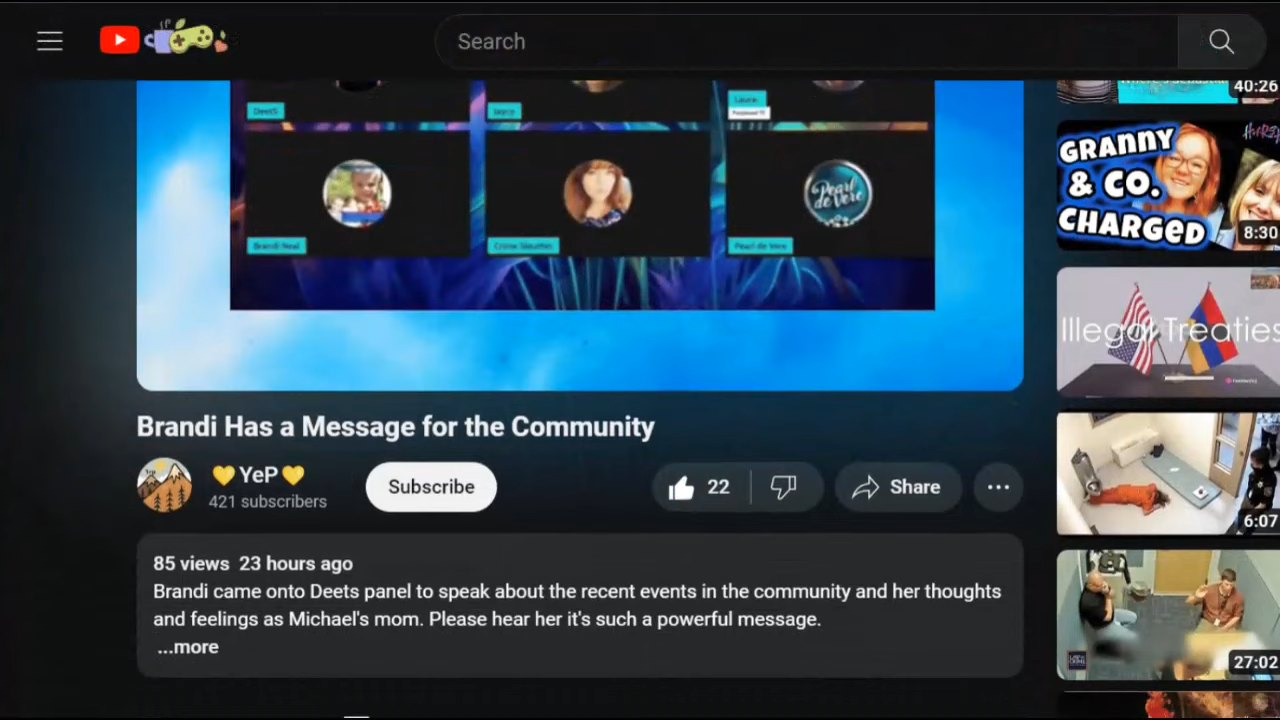 Search
40:26
DeetS
Laura
Brandi Neal
Pearl de Vere
Pearl
de Vere
GRANNY
& CO.
CHARGED
8:30
Illegal Treaties
Brandi Has a Message for the Community
💛YeP💛
421 subscribers
Subscribe
22
Share
6:07
85 views 23 hours ago
Brandi came onto Deets panel to speak about the recent events in the community and her thoughts
and feelings as Michael's mom. Please hear her it's such a powerful message.
...more
27:02